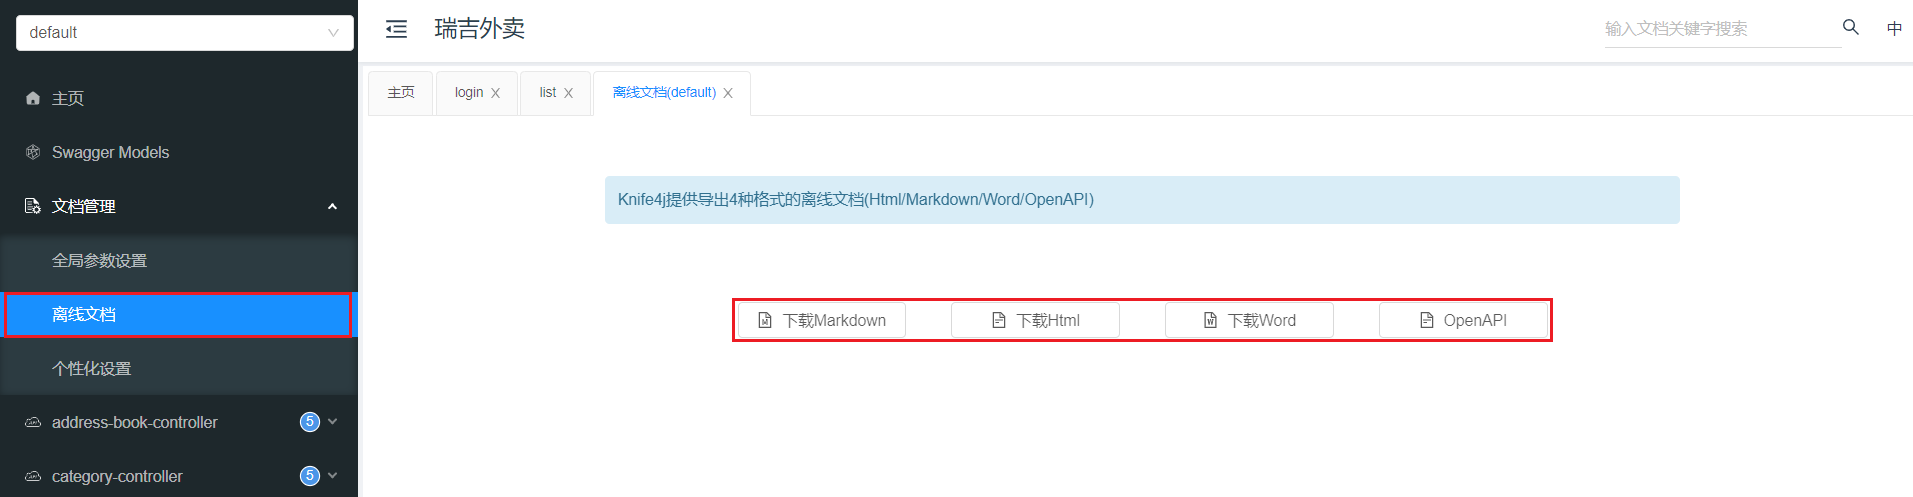 default
主页
Swagger Models
文档管理
全局参数设置
离线文档
个性化设置
address-book-controller 5
category-controller 5
瑞吉外卖
输入文档关键字搜索
中
主页 login X list X 离线文档(default) X
Knife4j提供导出4种格式的离线文档(Html/Markdown/Word/OpenAPI)
下载Markdown 下载Html 下载Word OpenAPI